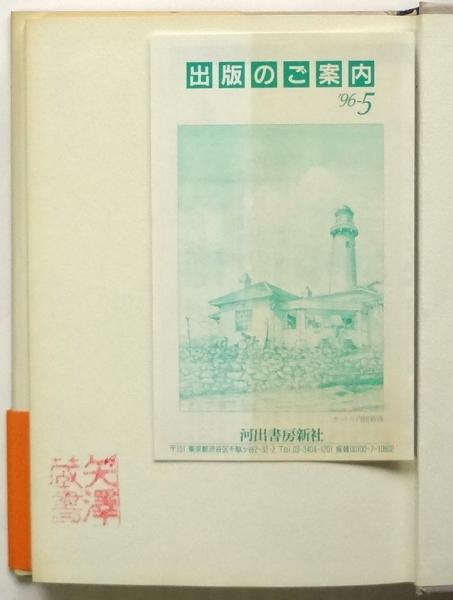 出版のご案内
'96-5
河出書房新社
〒151 東京都渋谷区千駄ヶ谷2-32-2 TEL.03-3404-1201 振替00100-7-10802
矢澤
蔵書